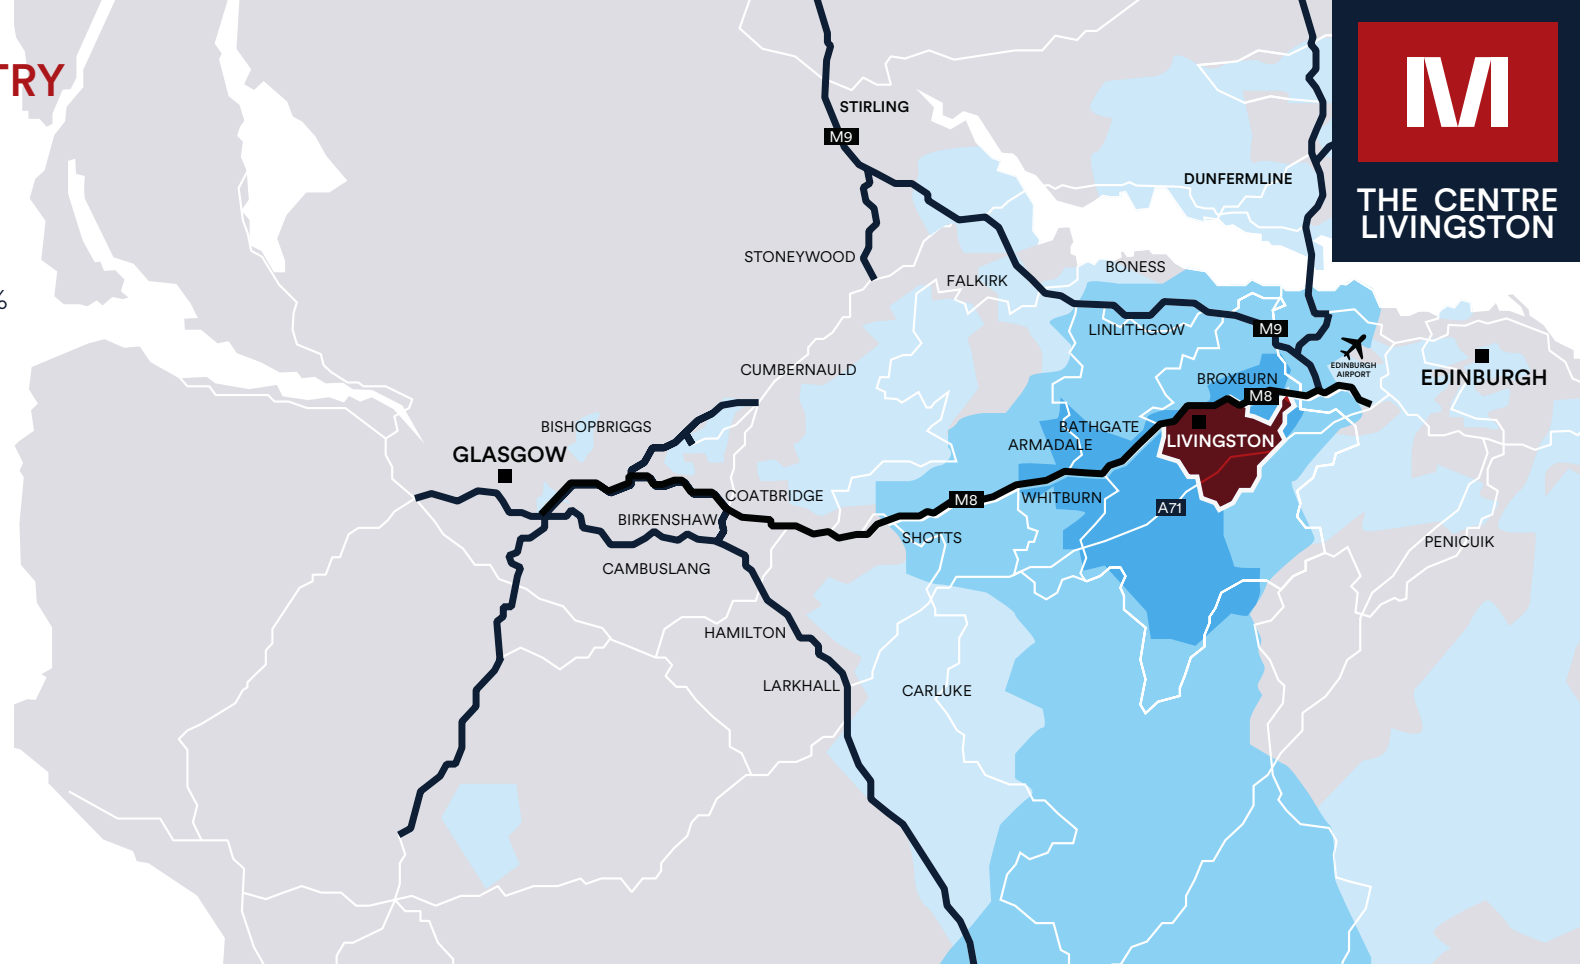 TRY
%
M
THE CENTRE
LIVINGSTON
STIRLING
M9
DUNFERMLINE
STONEYWOOD
FALKIRK
BONESS
LINLITHGOW
M9
EDINBURGH
AIRPORT
CUMBERNAULD
BROXBURN
EDINBURGH
M8
BISHOPBRIGGS
BATHGATE
ARMADALE
LIVINGSTON
GLASGOW
COATBRIDGE
M8
WHITBURN
A71
BIRKENSHAW
SHOTTS
PENICUIK
CAMBUSLANG
HAMILTON
LARKHALL
CARLUKE